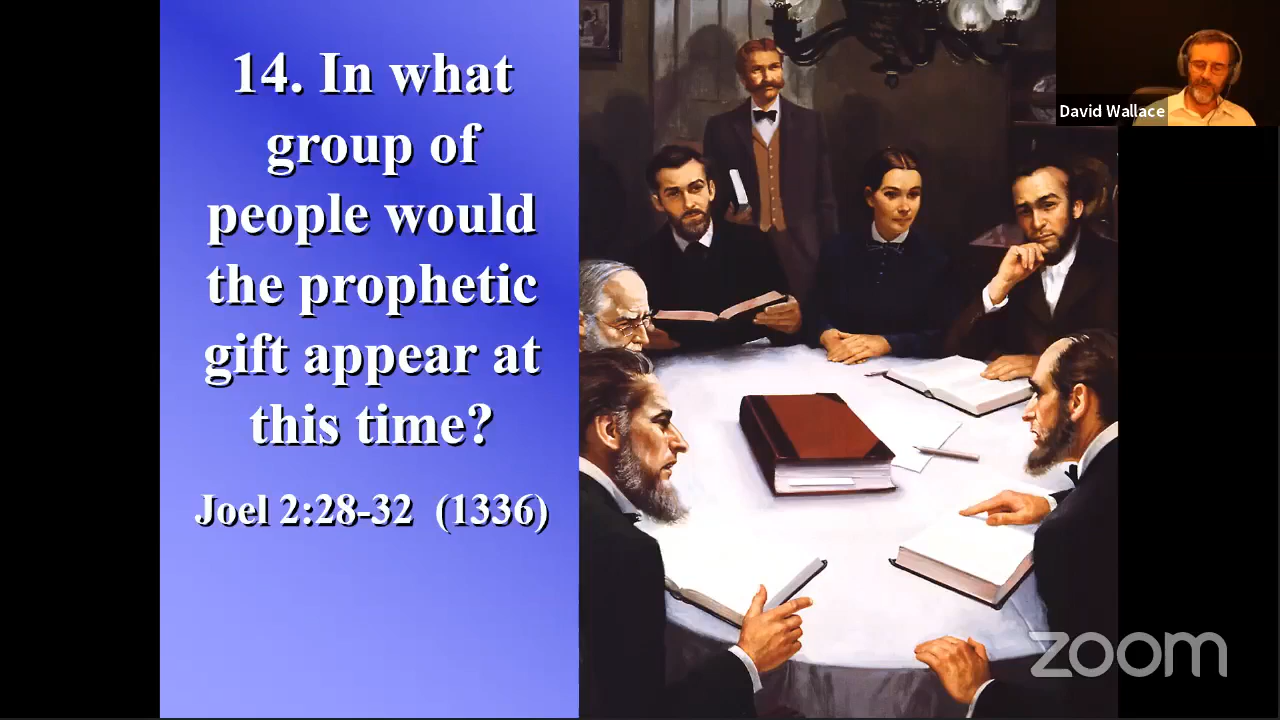 14. In what
group of
people would
the prophetic
gift appear at
this time?
Joel 2:28-32 (1336)
David Wallace
zoom